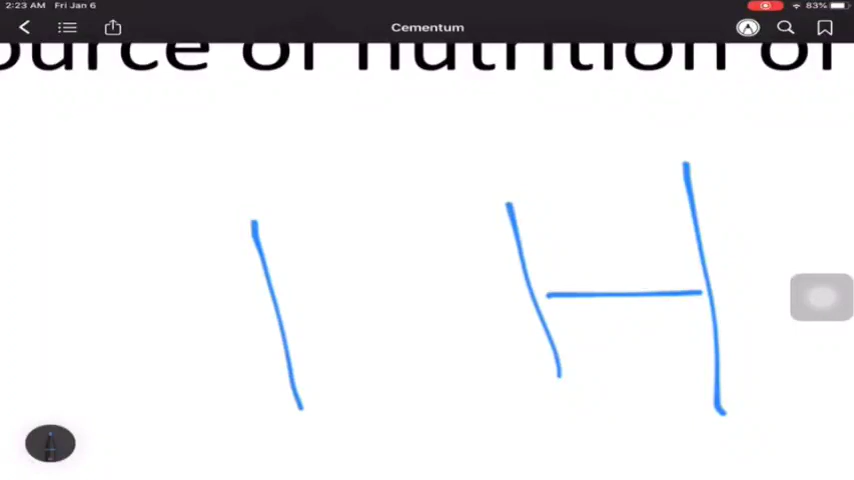 2:23 AM Fri Jan 6 83%
Cementum
ource of nutrition of
I H